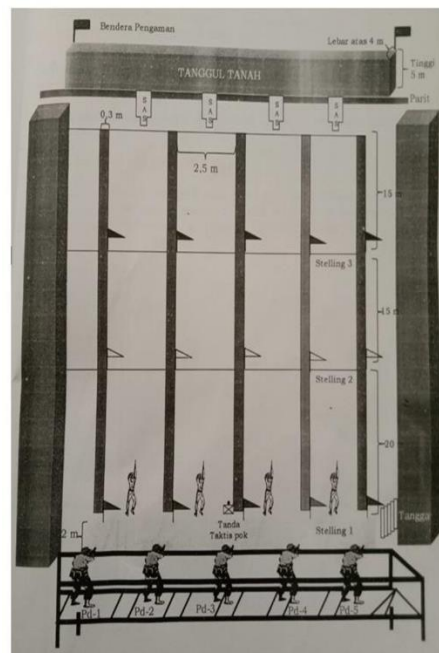 Bendera Pengaman
Lebar atas 4 m
Tinggi
5 m
TANGGUL TANAH
Parit
S
A
S
S
A
S
S
A
S
S
A
S
0,3 m
2,5 m
15
Stelling 3
15 m
Stelling 2
20
Tanda
Taktis pok
Stelling 1
Tangga
2 m
Pd-1
Pd-2
Pd-3
Pd-4
Pd-5